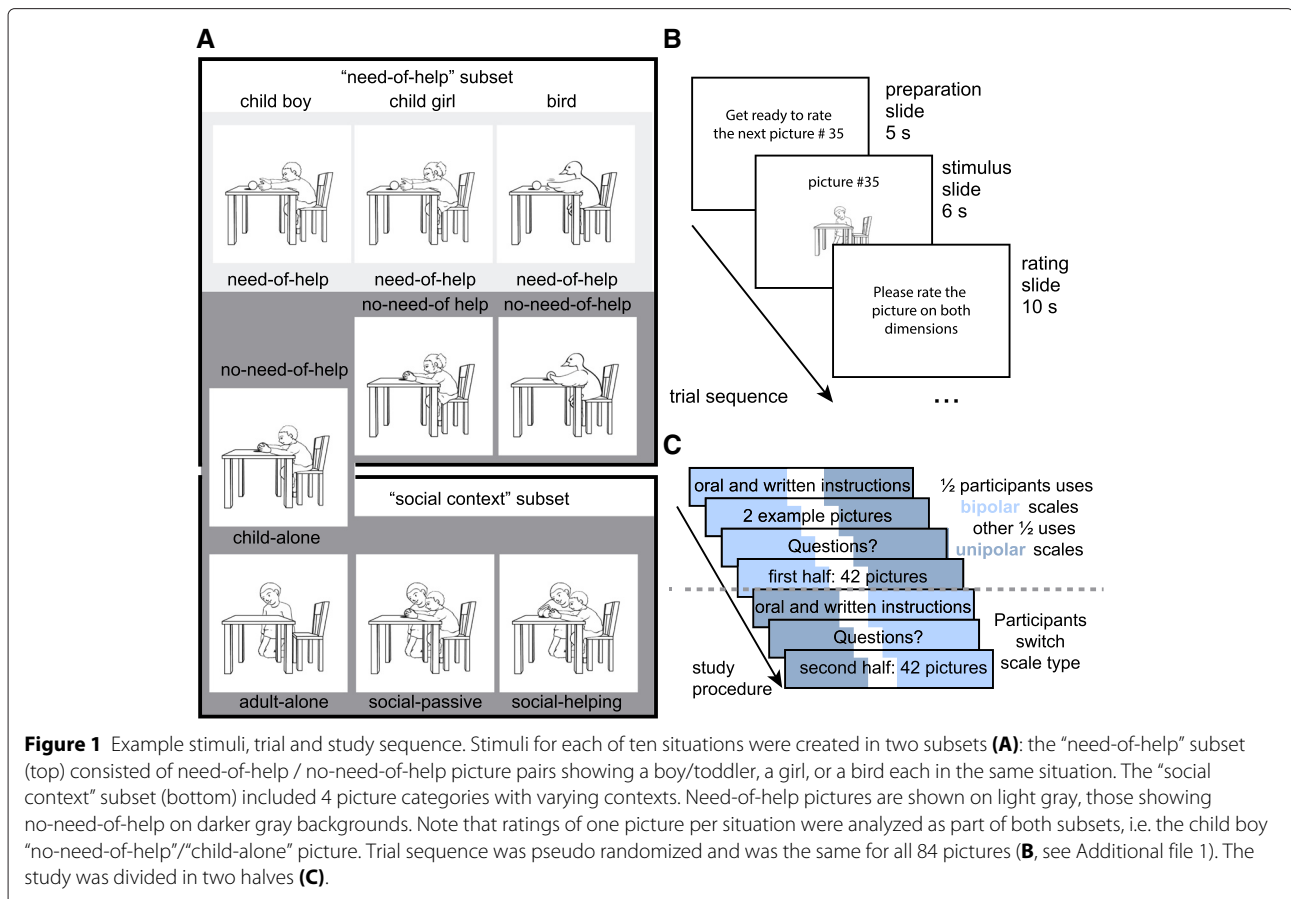 A
"need-of-help" subset
child boy child girl bird
need-of-help need-of-help need-of-help
no-need-of help no-need-of-help
no-need-of-help
"social context" subset
child-alone
adult-alone social-passive social-helping
B
Get ready to rate
the next picture # 35
preparation
slide
5 s
picture #35
stimulus
slide
6 s
Please rate the
picture on both
dimensions
rating
slide
10 s
trial sequence
...
C
oral and written instructions
2 example pictures
Questions?
first half: 42 pictures
½ participants uses
bipolar scales
other ½ uses
unipolar scales
oral and written instructions
Questions?
second half: 42 pictures
Participants
switch
scale type
study
procedure
Figure 1 Example stimuli, trial and study sequence. Stimuli for each of ten situations were created in two subsets (A): the "need-of-help" subset
(top) consisted of need-of-help / no-need-of-help picture pairs showing a boy/toddler, a girl, or a bird each in the same situation. The "social
context" subset (bottom) included 4 picture categories with varying contexts. Need-of-help pictures are shown on light gray, those showing
no-need-of-help on darker gray backgrounds. Note that ratings of one picture per situation were analyzed as part of both subsets, i.e. the child boy
"no-need-of-help"/"child-alone" picture. Trial sequence was pseudo randomized and was the same for all 84 pictures (B, see Additional file 1). The
study was divided in two halves (C).